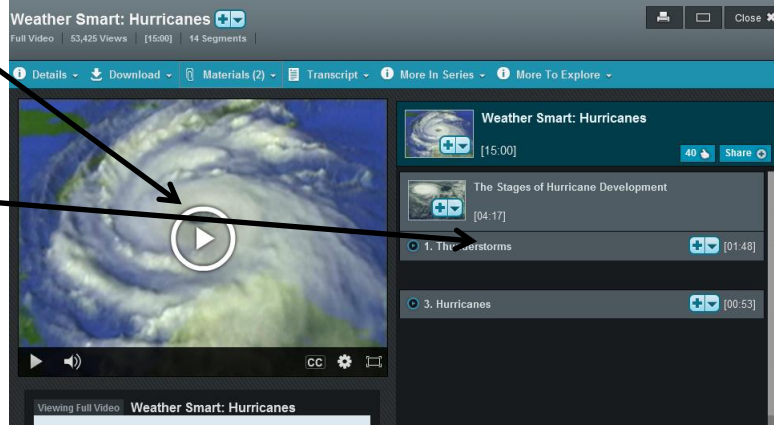 Weather Smart: Hurricanes
Close
Full Video 53,425 Views [15:00] 14 Segments
Details Download Materials (2) Transcript More In Series More To Explore
Weather Smart: Hurricanes
[15:00]
40 Share
The Stages of Hurricane Development
[04:17]
1. Thunderstorms [01:48]
3. Hurricanes [00:53]
CC
Viewing Full Video Weather Smart: Hurricanes